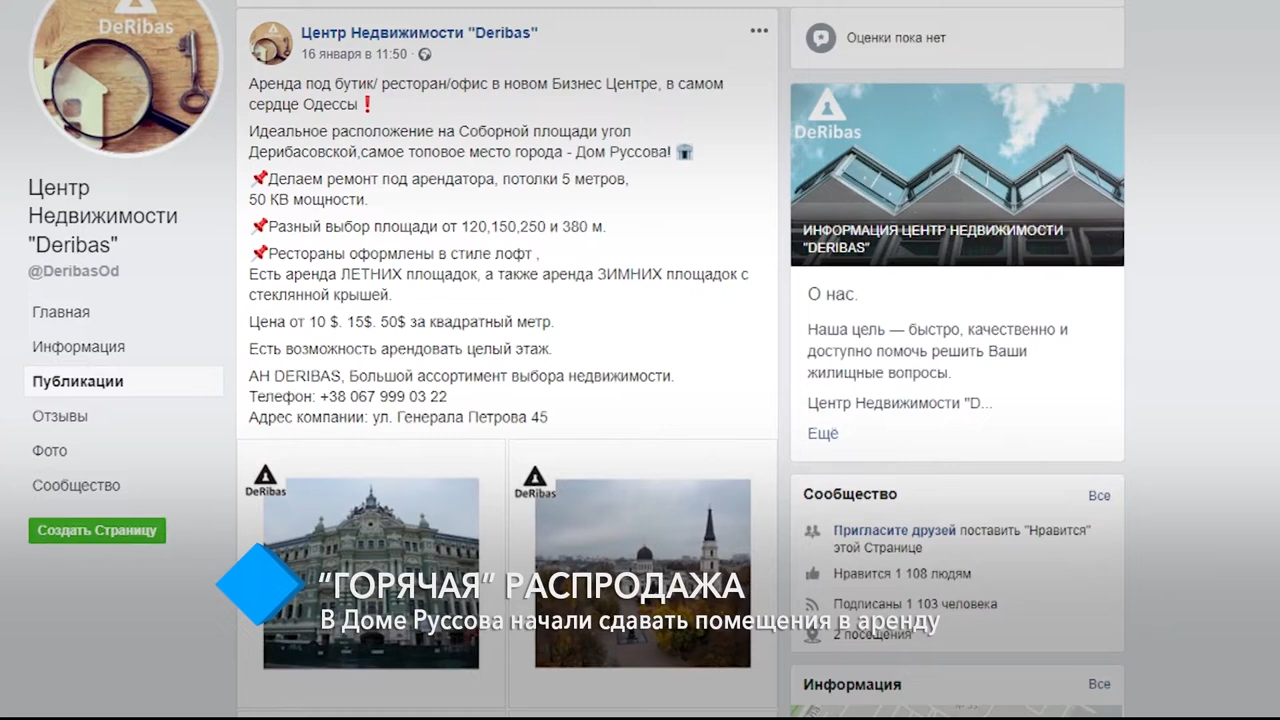 DeRibas
Центр
Недвижимости
"Deribas"
@DeribasOd
Главная
Информация
Публикации
Отзывы
Фото
Сообщество
Создать Страницу
Центр Недвижимости "Deribas"
16 января в 11:50 ·
Аренда под бутик/ ресторан/офис в новом Бизнес Центре, в самом
сердце Одессы❗
Идеальное расположение на Соборной площади угол
Дерибасовской,самое топовое место города - Дом Руссова!
📌Делаем ремонт под арендатора, потолки 5 метров,
50 КВ мощности.
📌Разный выбор площади от 120,150,250 и 380 м.
📌Рестораны оформлены в стиле лофт ,
Есть аренда ЛЕТНИХ площадок, а также аренда ЗИМНИХ площадок с
стеклянной крышей.
Цена от 10 $. 15$. 50$ за квадратный метр.
Есть возможность арендовать целый этаж.
АН DERIBAS, Большой ассортимент выбора недвижимости.
Телефон: +38 067 999 03 22
Адрес компании: ул. Генерала Петрова 45
DeRibas
DeRibas
"ГОРЯЧАЯ" РАСПРОДАЖА
В Доме Руссова начали сдавать помещения в аренду
Оценки пока нет
DeRibas
ИНФОРМАЦИЯ ЦЕНТР НЕДВИЖИМОСТИ
"DERIBAS"
О нас.
Наша цель — быстро, качественно и
доступно помочь решить Ваши
жилищные вопросы.
Центр Недвижимости "D...
Ещё
Сообщество Все
Пригласите друзей поставить "Нравится"
этой Странице
Нравится 1 108 людям
Подписаны 1 103 человека
2 посещения
Информация Все